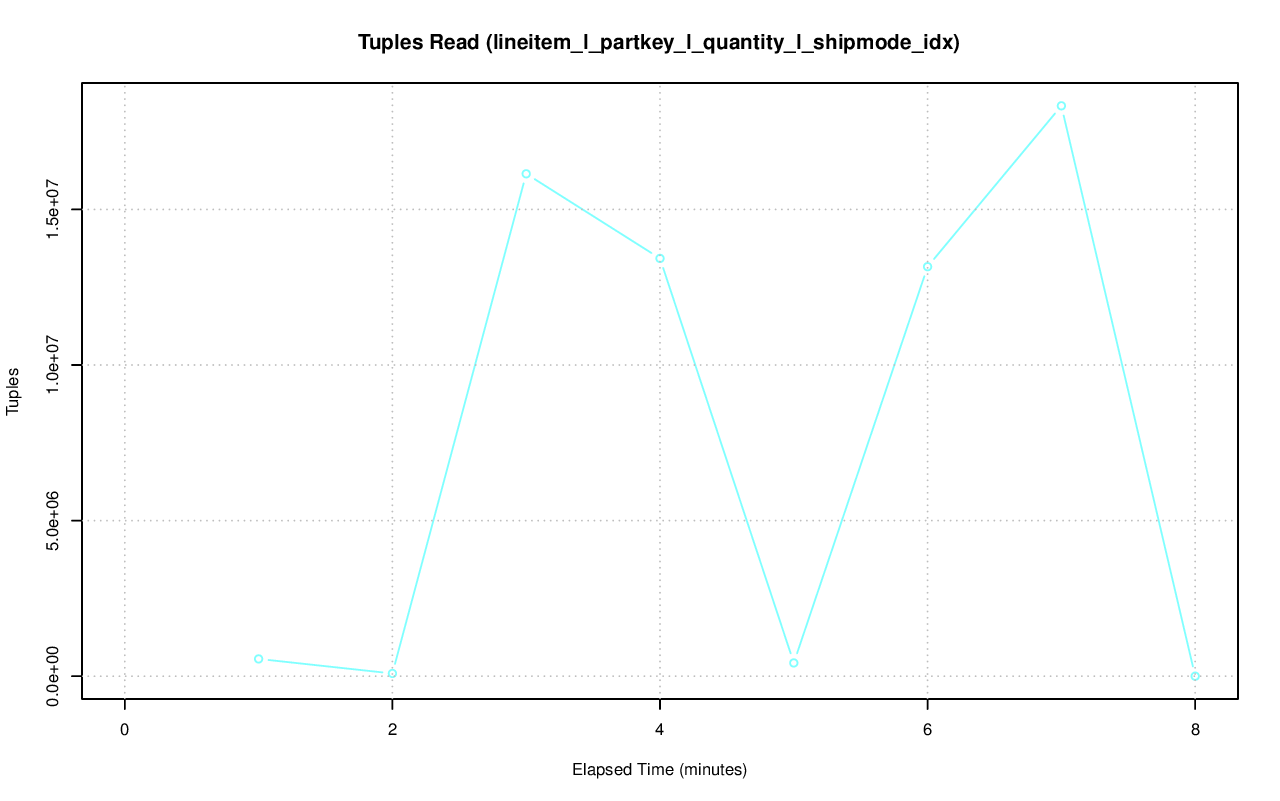 Tuples Read (lineitem_l_partkey_l_quantity_l_shipmode_idx)
Tuples
1.5e+07
1.0e+07
5.0e+06
0.0e+00
0 2 4 6 8
Elapsed Time (minutes)